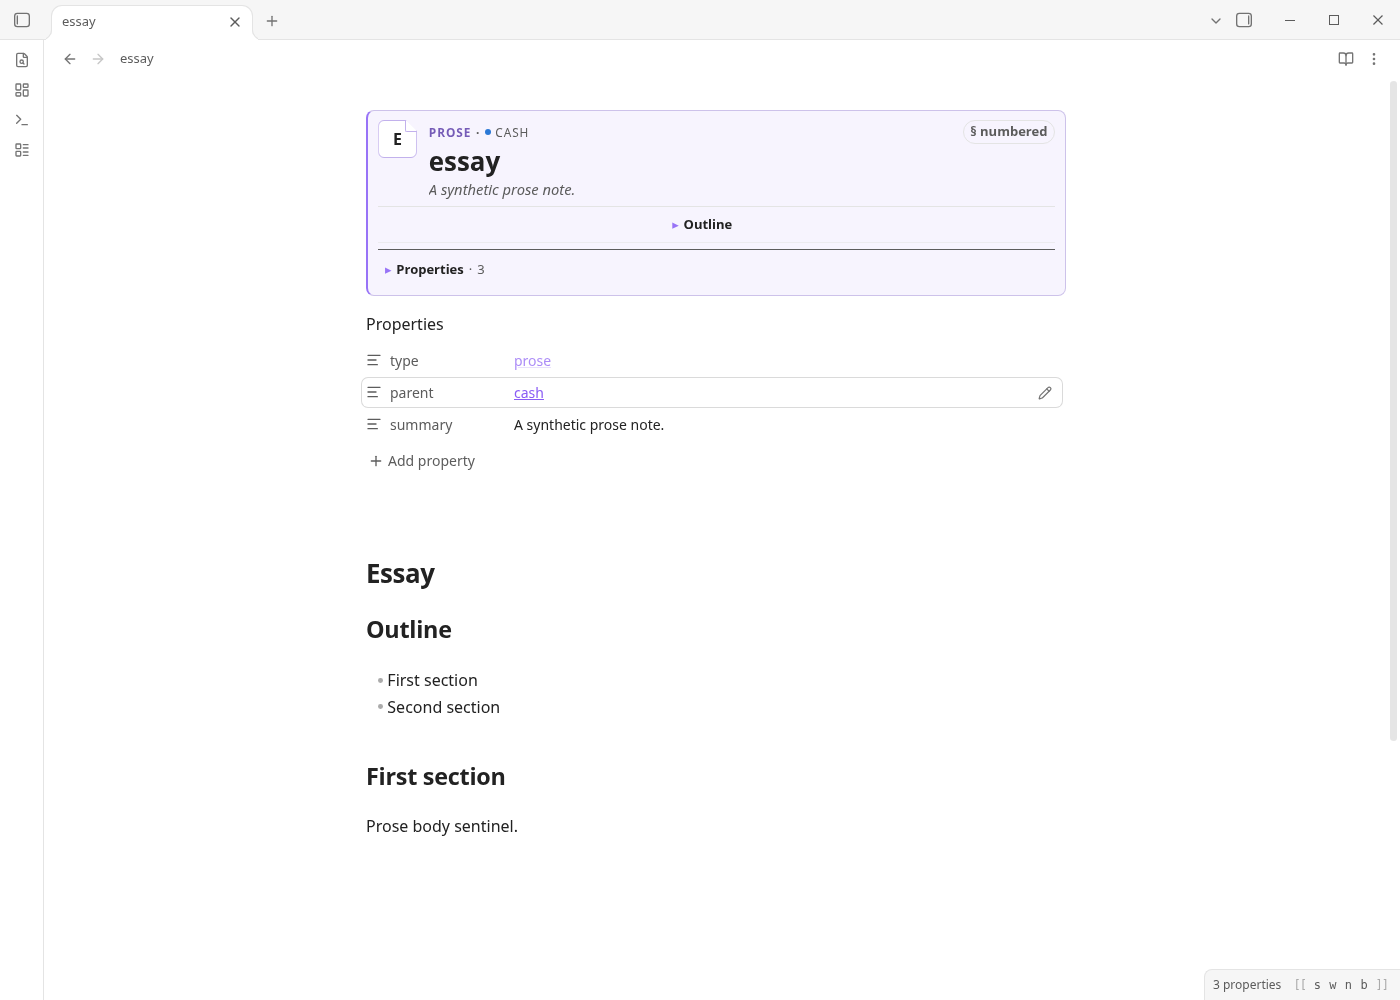 essay
essay
E
PROSE · CASH
§ numbered
essay
A synthetic prose note.
▸ Outline
▸ Properties · 3
Properties
type prose
parent cash
summary A synthetic prose note.
Add property
Essay
Outline
• First section
• Second section
First section
Prose body sentinel.
3 properties [[ s w n b ]]